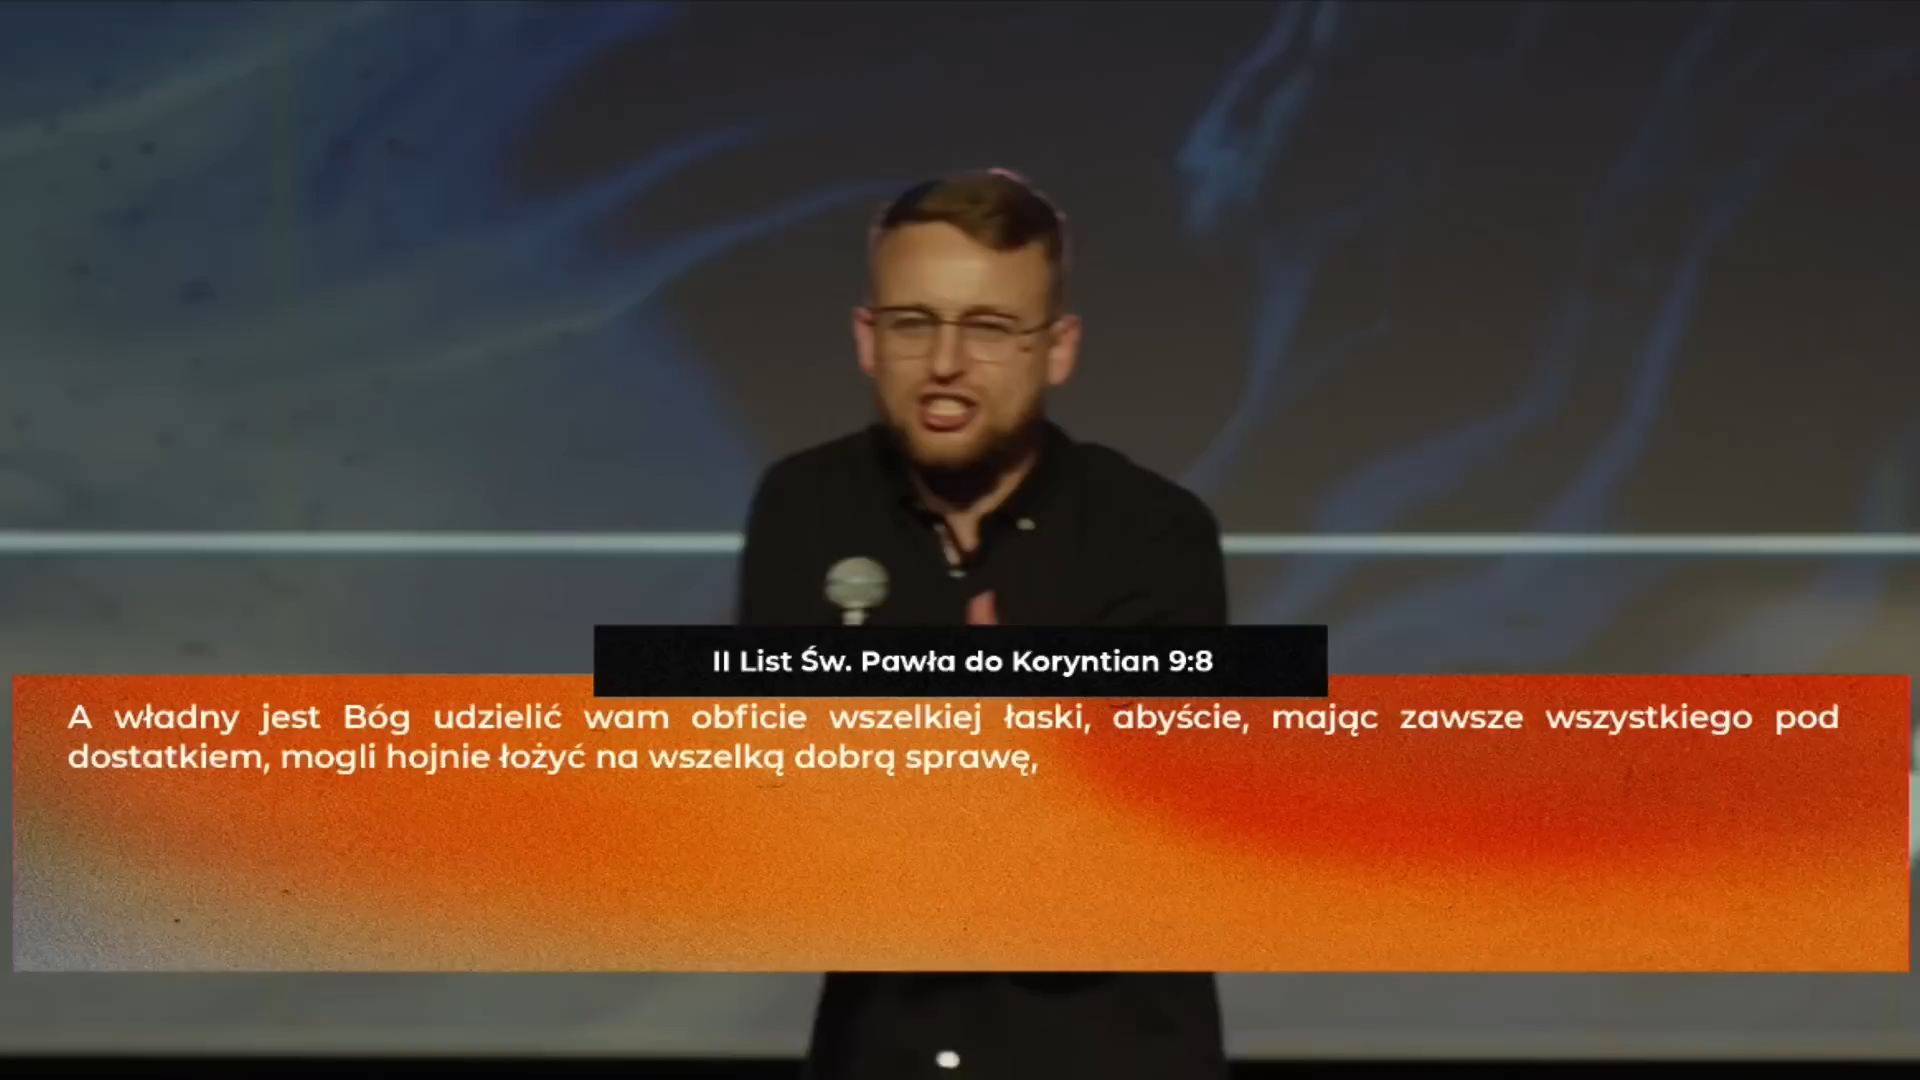 II List Św. Pawła do Koryntian 9:8
A władny jest Bóg udzielić wam obficie wszelkiej łaski, abyście, mając zawsze wszystkiego pod
dostatkiem, mogli hojnie łożyć na wszelką dobrą sprawę,